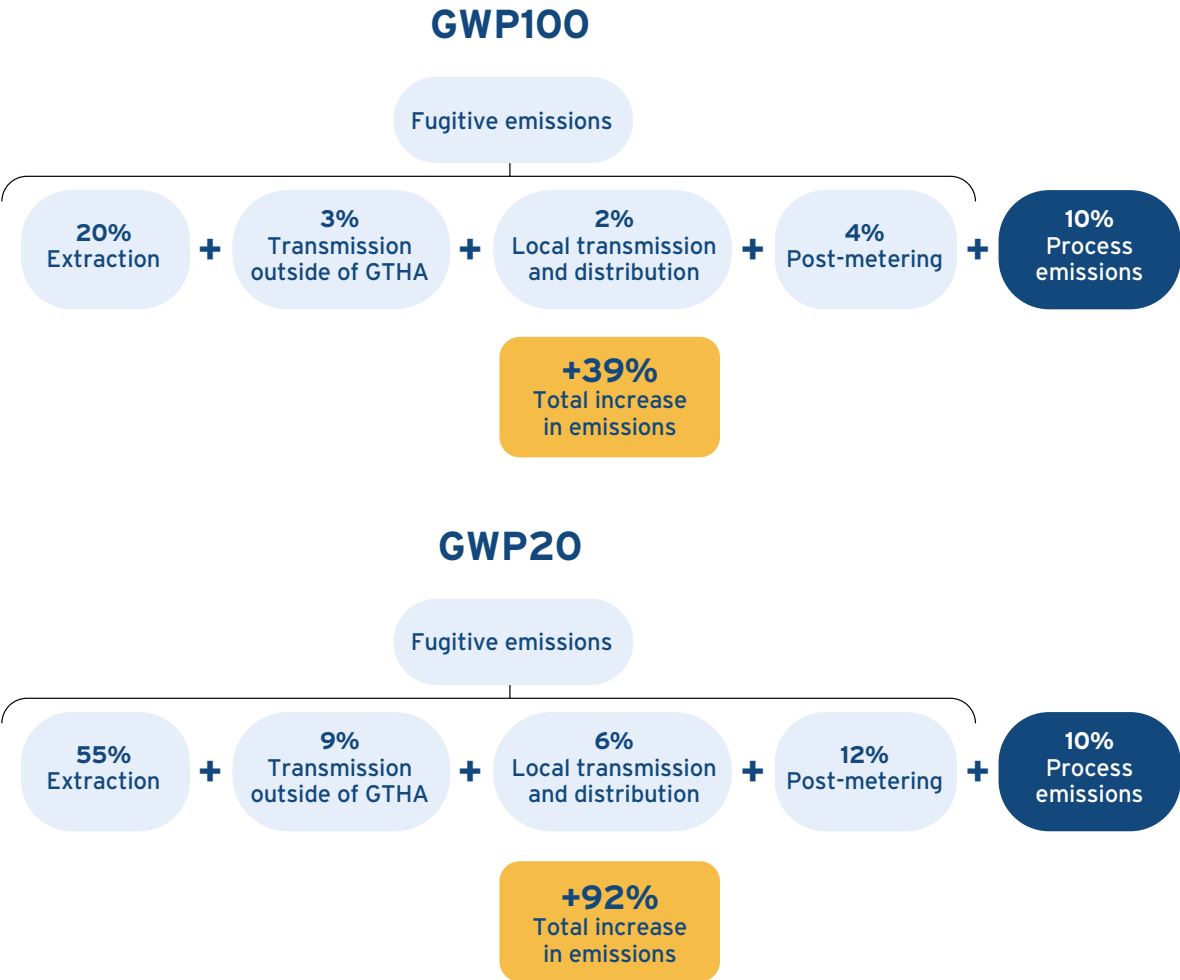 GWP100
Fugitive emissions
20%
Extraction
+
3%
Transmission
outside of GTHA
+
2%
Local transmission
and distribution
+
4%
Post-metering
+
10%
Process
emissions
+39%
Total increase
in emissions
GWP20
Fugitive emissions
55%
Extraction
+
9%
Transmission
outside of GTHA
+
6%
Local transmission
and distribution
+
12%
Post-metering
+
10%
Process
emissions
+92%
Total increase
in emissions